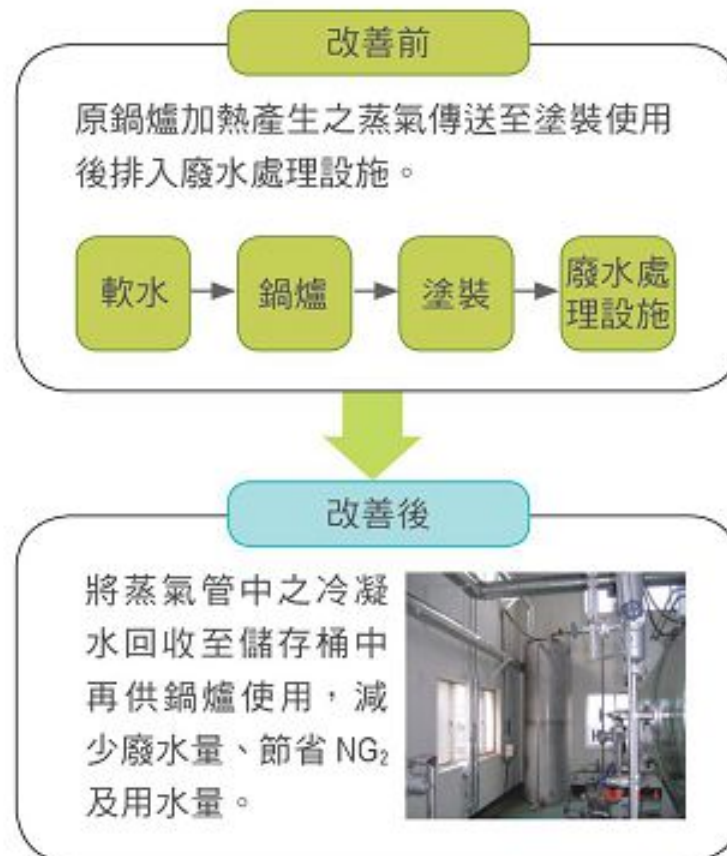 改善前
原鍋爐加熱產生之蒸氣傳送至塗裝使用
後排入廢水處理設施。
軟水
鍋爐
塗裝
廢水處
理設施
改善後
將蒸氣管中之冷凝
水回收至儲存桶中
再供鍋爐使用，減
少廢水量、節省 NG₂
及用水量。